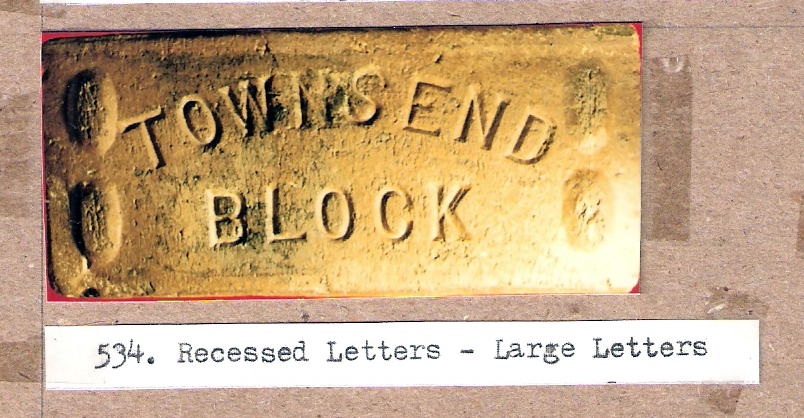 TOWNSEND
BLOCK
534. Recessed Letters - Large Letters